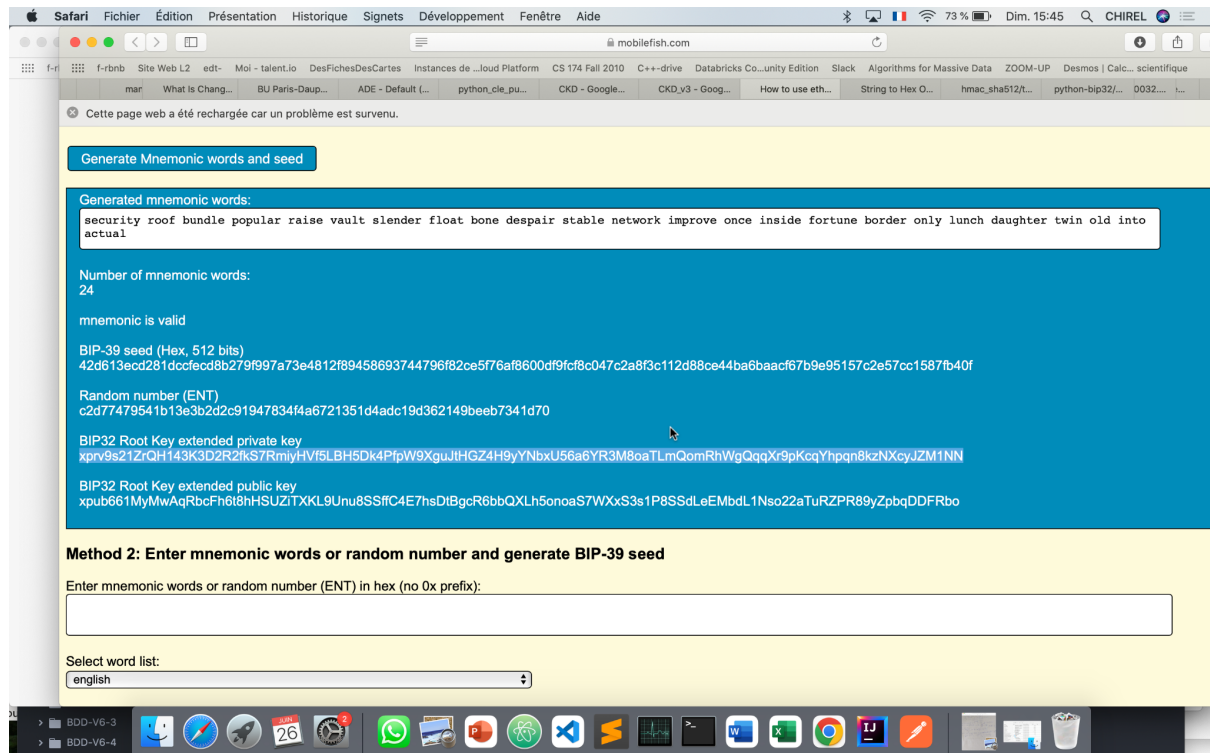 Safari Fichier Édition Présentation Historique Signets Développement Fenêtre Aide 73 % Dim. 15:45 CHIREL
mobilefish.com
f-rbnb Site Web L2 edt- Moi - talent.io DesFichesDesCartes Instances de ...loud Platform CS 174 Fall 2010 C++-drive Databricks Co...unity Edition Slack Algorithms for Massive Data ZOOM-UP Desmos | Calc... scientifique
mar What Is Chang... BU Paris-Daup... ADE - Default (... python_cle_pu... CKD - Google... CKD_v3 - Goog... How to use eth... String to Hex O... hmac_sha512/t... python-bip32/... 0032....
Cette page web a été rechargée car un problème est survenu.
Generate Mnemonic words and seed
Generated mnemonic words:
security roof bundle popular raise vault slender float bone despair stable network improve once inside fortune border only lunch daughter twin old into
actual
Number of mnemonic words:
24
mnemonic is valid
BIP-39 seed (Hex, 512 bits)
42d613ecd281dccfecd8b279f997a73e4812f89458693744796f82ce5f76af8600df9fcf8c047c2a8f3c112d88ce44ba6baacf67b9e95157c2e57cc1587fb40f
Random number (ENT)
c2d77479541b13e3b2d2c91947834f4a6721351d4adc19d362149beeb7341d70
BIP32 Root Key extended private key
xprv9s21ZrQH143K3D2R2fkS7RmiyHVf5LBH5Dk4PfpW9XguJtHGZ4H9yYNbxU56a6YR3M8oaTLmQomRhWgQqqXr9pKcqYhpqn8kzNXcyJZM1NN
BIP32 Root Key extended public key
xpub661MyMwAqRbcFh6t8hHSUZiTXKL9Unu8SSffC4E7hsDtBgcR6bbQXLh5onoaS7WXxS3s1P8SSdLeEMbdL1Nso22aTuRZPR89yZpbqDDFRbo
Method 2: Enter mnemonic words or random number and generate BIP-39 seed
Enter mnemonic words or random number (ENT) in hex (no 0x prefix):
Select word list:
english
BDD-V6-3
BDD-V6-4
JUIN
26
2